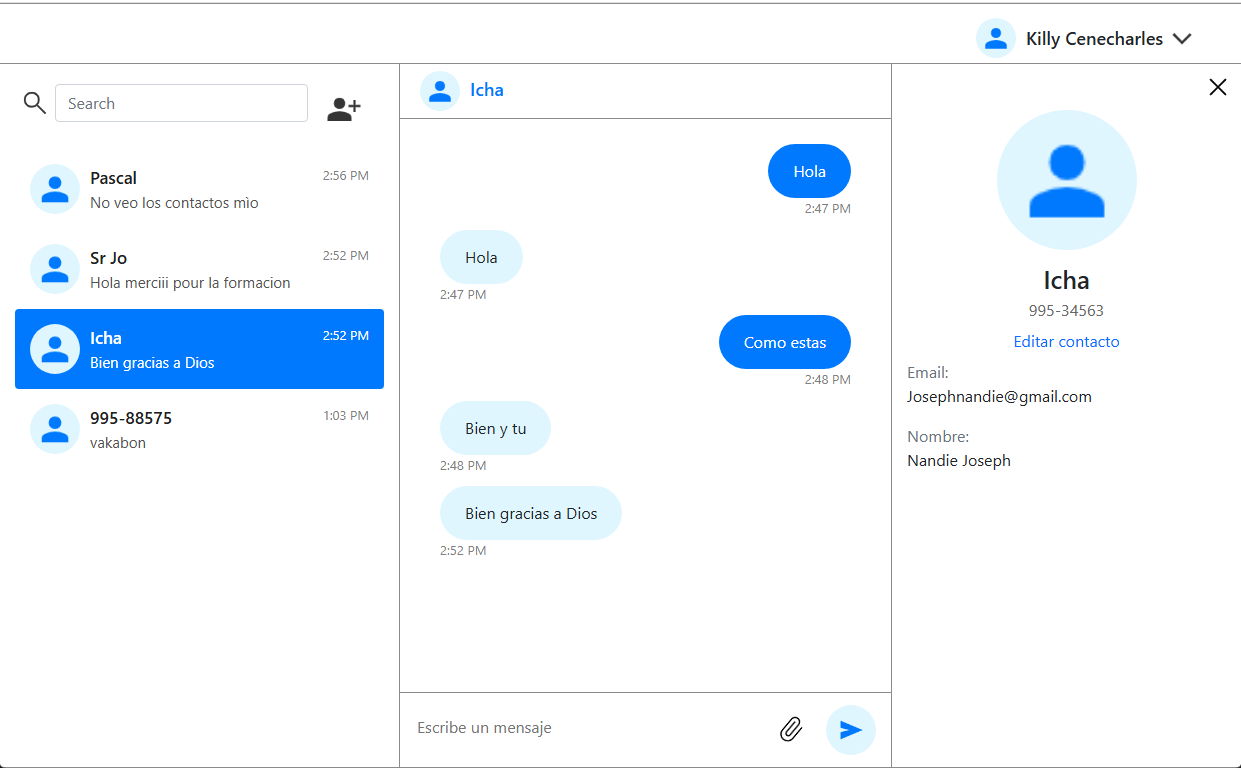 Killy Cenecharles
Search
Pascal
2:56 PM
No veo los contactos mìo
Sr Jo
2:52 PM
Hola merciii pour la formacion
Icha
2:52 PM
Bien gracias a Dios
995-88575
1:03 PM
vakabon
Icha
Hola
2:47 PM
Hola
2:47 PM
Como estas
2:48 PM
Bien y tu
2:48 PM
Bien gracias a Dios
2:52 PM
Escribe un mensaje
Icha
995-34563
Editar contacto
Email:
Josephnandie@gmail.com
Nombre:
Nandie Joseph